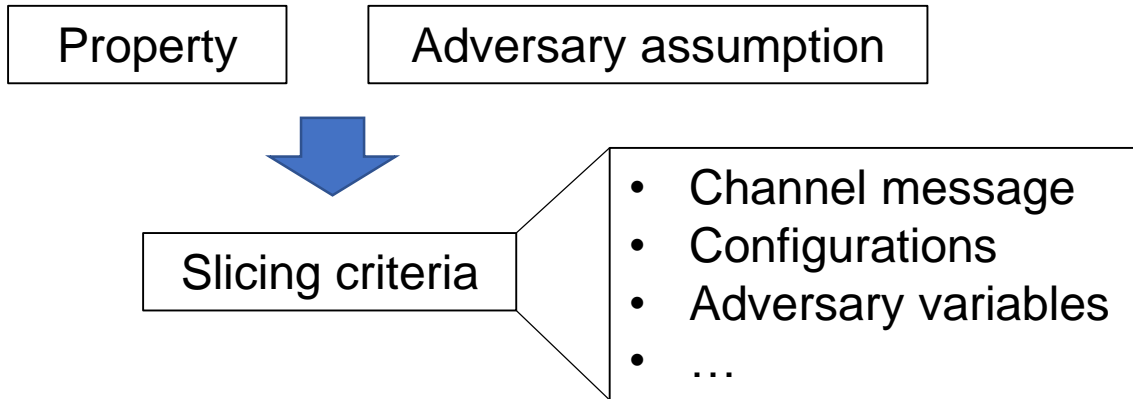 Property
Adversary assumption
Slicing criteria
• Channel message
• Configurations
• Adversary variables
• …